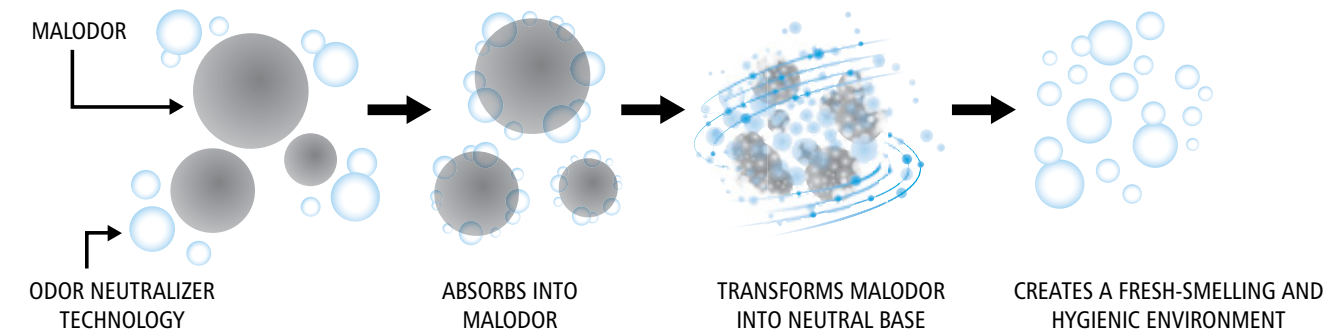 MALODOR
ODOR NEUTRALIZER
TECHNOLOGY
ABSORBS INTO
MALODOR
TRANSFORMS MALODOR
INTO NEUTRAL BASE
CREATES A FRESH-SMELLING AND
HYGIENIC ENVIRONMENT